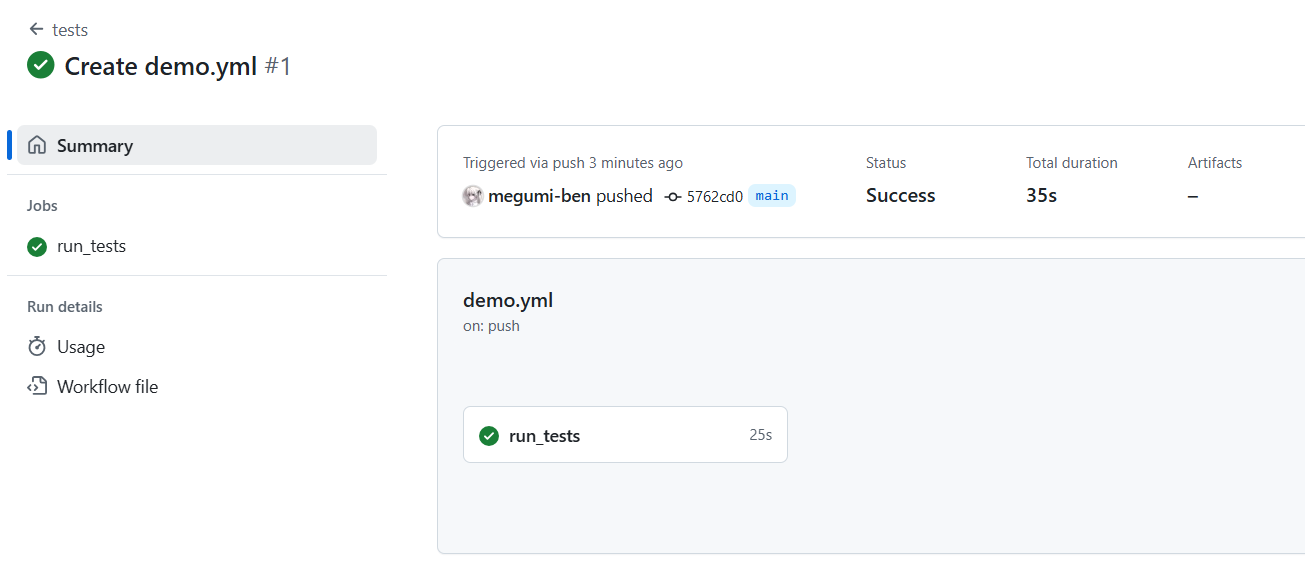 tests
Create demo.yml #1
Summary
Jobs
run_tests
Run details
Usage
Workflow file
Triggered via push 3 minutes ago
megumi-ben pushed 5762cd0 main
Status
Success
Total duration
35s
Artifacts
–
demo.yml
on: push
run_tests 25s